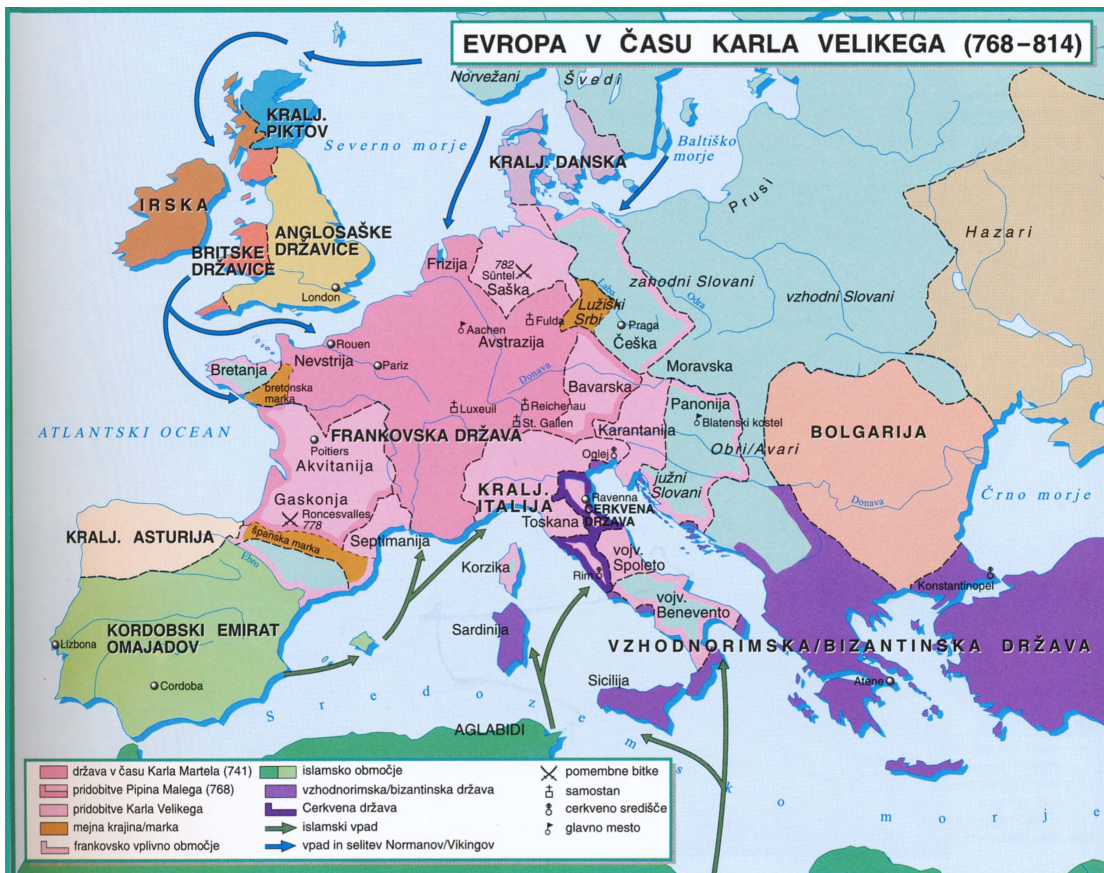 EVROPA V ČASU KARLA VELIKEGA (768–814)
Norvežani
Švedi
KRALJ.
PIKTOV
Severno morje
KRALJ. DANSKA
Baltiško
morje
Prusi
IRSKA
Hazari
ANGLOSAŠKE
DRŽAVICE
BRITSKE
DRŽAVICE
London
Frizija
782
Süntel
Saška
Laba
zahodni Slovani
Odra
vzhodni Slovani
Lužiški
Srbi
Aachen
Fulda
Avstrazija
Praga
Češka
Rouen
Nevstrija
Pariz
Bretanja
bretonska
marka
Donava
Moravska
Bavarska
Panonija
Luxeuil
Reichenau
St. Gallen
Blatenski kostel
ATLANTSKI OCEAN
FRANKOVSKA DRŽAVA
Karantanija
BOLGARIJA
Poitiers
Akvitanija
Oglej
Obri/Avari
južni
Slovani
Gaskonja
Roncesvalles
778
KRALJ.
ITALIJA
Ravenna
CERKVENA
DRŽAVA
Toskana
Donava
Črno morje
KRALJ. ASTURIJA
španska marka
Septimanija
Ebro
Korzika
vojv.
Spoleto
Rim
Konstantinopel
vojv.
Benevento
KORDOBSKI EMIRAT
OMAJADOV
Lizbona
Sardinija
VZHODNORIMSKA/BIZANTINSKA DRŽAVA
Cordoba
Sicilija
Atene
Sredozemsko morje
AGLABIDI
država v času Karla Martela (741)
pridobitve Pipina Malega (768)
pridobitve Karla Velikega
mejna krajina/marka
frankovsko vplivno območje
islamsko območje
vzhodnorimska/bizantinska država
Cerkvena država
islamski vpad
vpad in selitev Normanov/Vikingov
pomembne bitke
samostan
cerkveno središče
glavno mesto